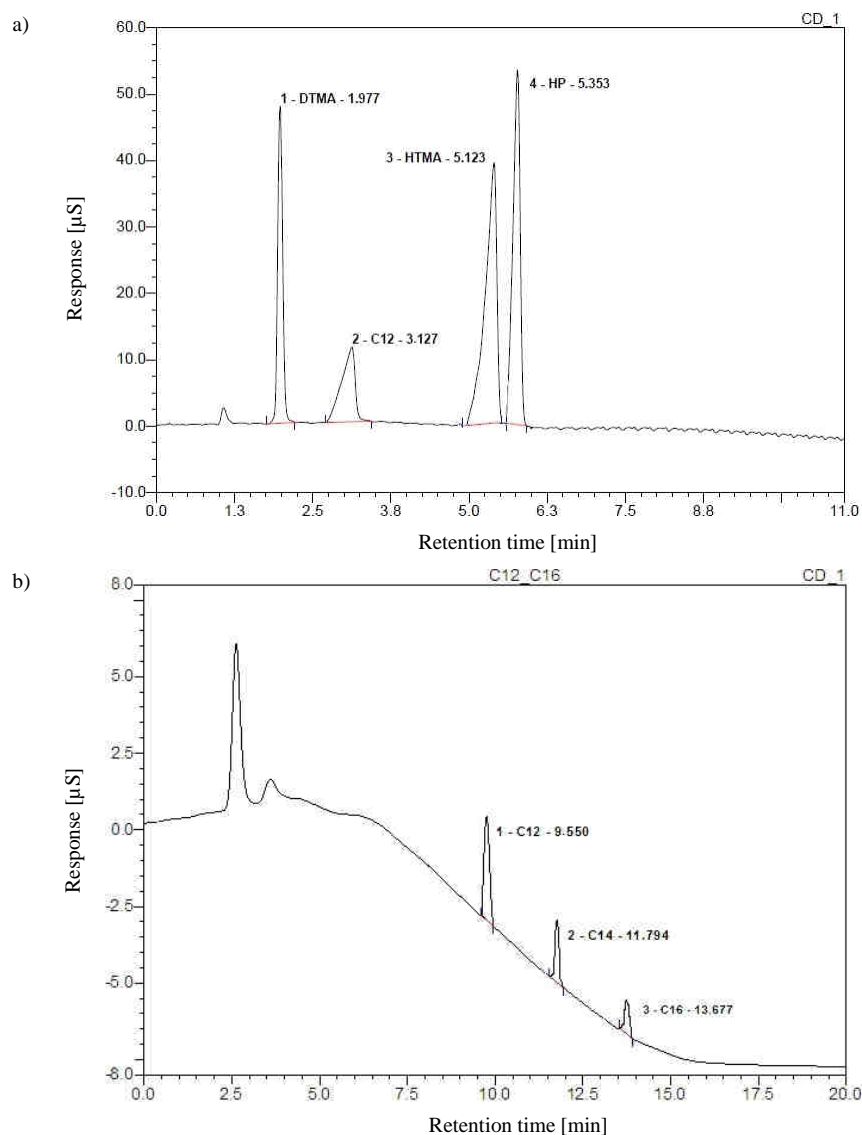 a)
CD_1
60.0
50.0
40.0
30.0
20.0
10.0
0.0
-10.0
Response [µS]
1 - DTMA - 1.977
2 - C12 - 3.127
3 - HTMA - 5.123
4 - HP - 5.353
0.0 1.3 2.5 3.8 5.0 6.3 7.5 8.8 11.0
Retention time [min]
b)
C12_C16 CD_1
8.0
5.0
2.5
0.0
-2.5
-5.0
-8.0
Response [µS]
1 - C12 - 9.550
2 - C14 - 11.794
3 - C16 - 13.677
0.0 2.5 5.0 7.5 10.0 12.5 15.0 17.5 20.0
Retention time [min]